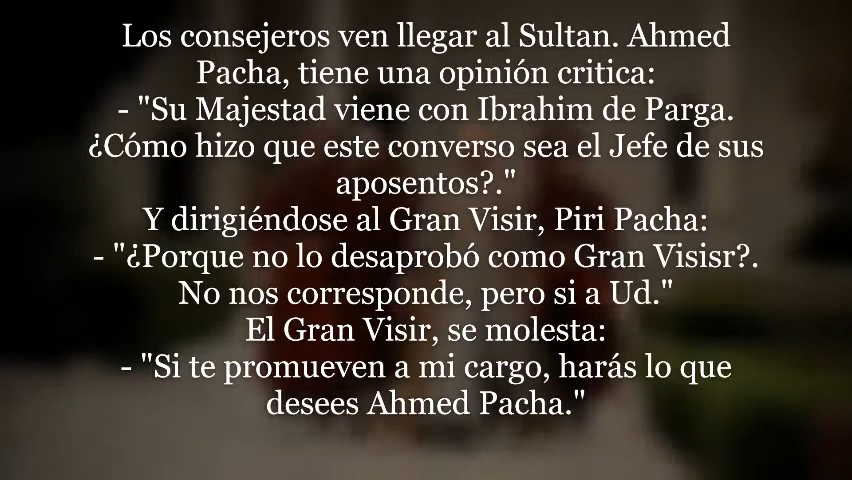 Los consejeros ven llegar al Sultan. Ahmed
Pacha, tiene una opinión critica:
- "Su Majestad viene con Ibrahim de Parga.
¿Cómo hizo que este converso sea el Jefe de sus
aposentos?."
Y dirigiéndose al Gran Visir, Piri Pacha:
- "¿Porque no lo desaprobó como Gran Visisr?.
No nos corresponde, pero si a Ud."
El Gran Visir, se molesta:
- "Si te promueven a mi cargo, harás lo que
desees Ahmed Pacha."